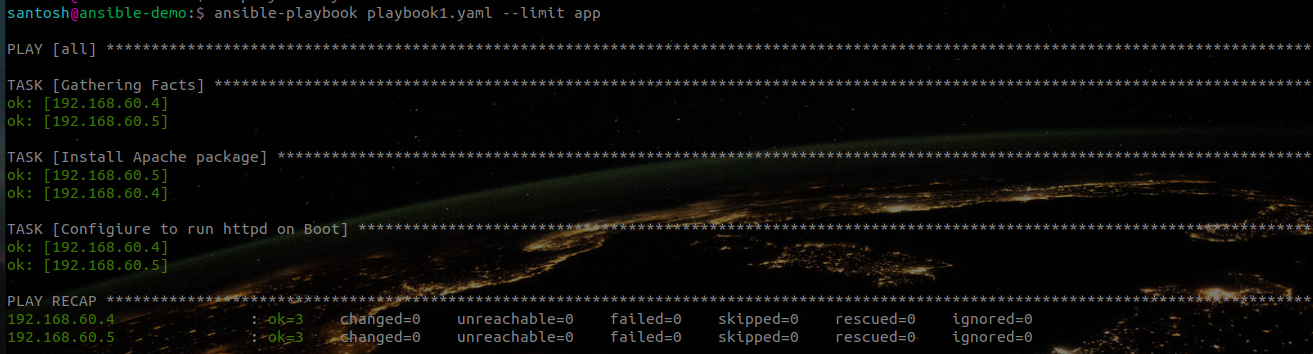 santosh@ansible-demo:$ ansible-playbook playbook1.yaml --limit app
PLAY [all] ***************************************************************************************************************************************
TASK [Gathering Facts] ***************************************************************************************************************************
ok: [192.168.60.4]
ok: [192.168.60.5]
TASK [Install Apache package] ********************************************************************************************************************
ok: [192.168.60.5]
ok: [192.168.60.4]
TASK [Configiure to run httpd on Boot] ***********************************************************************************************************
ok: [192.168.60.4]
ok: [192.168.60.5]
PLAY RECAP ***************************************************************************************************************************************
192.168.60.4               : ok=3    changed=0    unreachable=0    failed=0    skipped=0    rescued=0    ignored=0
192.168.60.5               : ok=3    changed=0    unreachable=0    failed=0    skipped=0    rescued=0    ignored=0